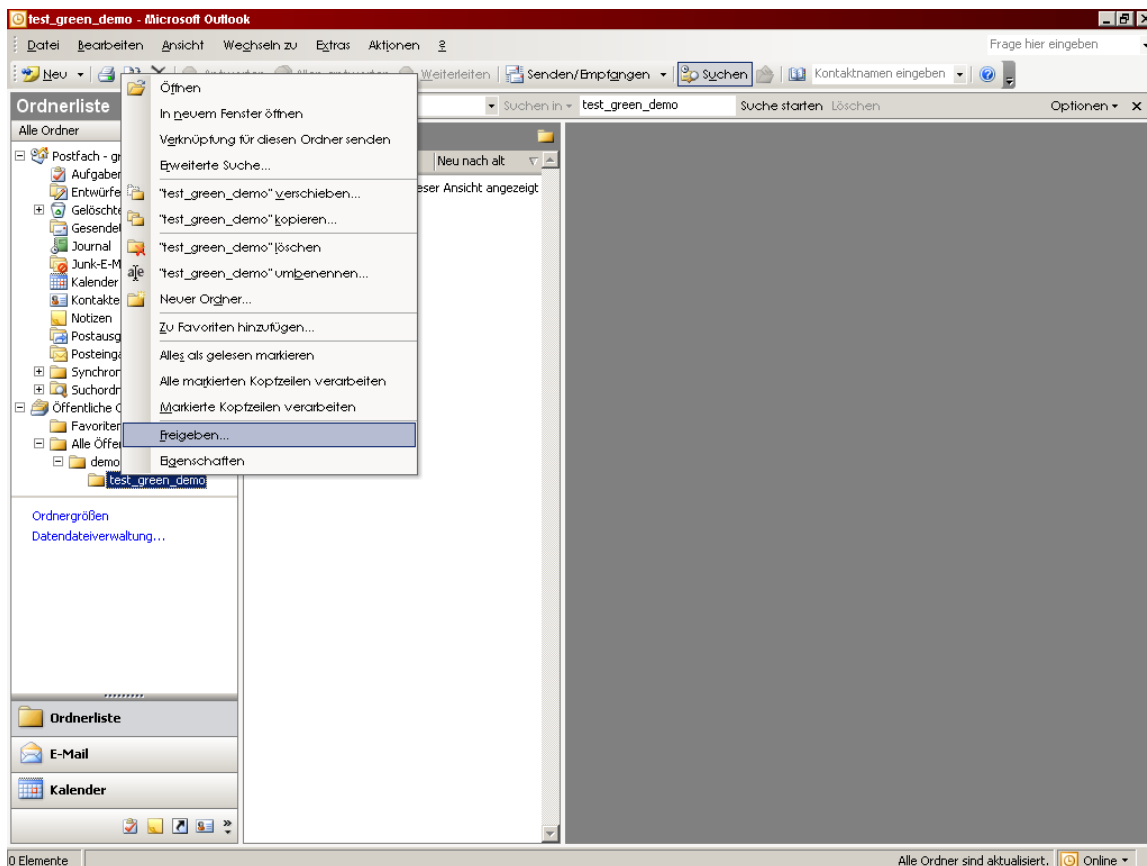 test_green_demo - Microsoft Outlook
Datei Bearbeiten Ansicht Wechseln zu Extras Aktionen ?
Frage hier eingeben
Neu Weiterleiten Senden/Empfangen Suchen Kontaktnamen eingeben
Ordnerliste
Suchen in test_green_demo Suche starten Löschen Optionen
Alle Ordner
Neu nach alt
eser Ansicht angezeigt
Postfach - gr
Aufgaben
Entwürfe
Gelöschte
Gesendet
Journal
Junk-E-M
Kalender
Kontakte
Notizen
Postausg
Posteinga
Synchron
Suchordn
Öffentliche O
Favoriten
Alle Öffen
demo
test_green_demo
Öffnen
In neuem Fenster öffnen
Verknüpfung für diesen Ordner senden
Erweiterte Suche...
"test_green_demo" verschieben...
"test_green_demo" kopieren...
"test_green_demo" löschen
"test_green_demo" umbenennen...
Neuer Ordner...
Zu Favoriten hinzufügen...
Alles als gelesen markieren
Alle markierten Kopfzeilen verarbeiten
Markierte Kopfzeilen verarbeiten
Freigeben...
Eigenschaften
Ordnergrößen
Datendateiverwaltung...
Ordnerliste
E-Mail
Kalender
0 Elemente
Alle Ordner sind aktualisiert. Online